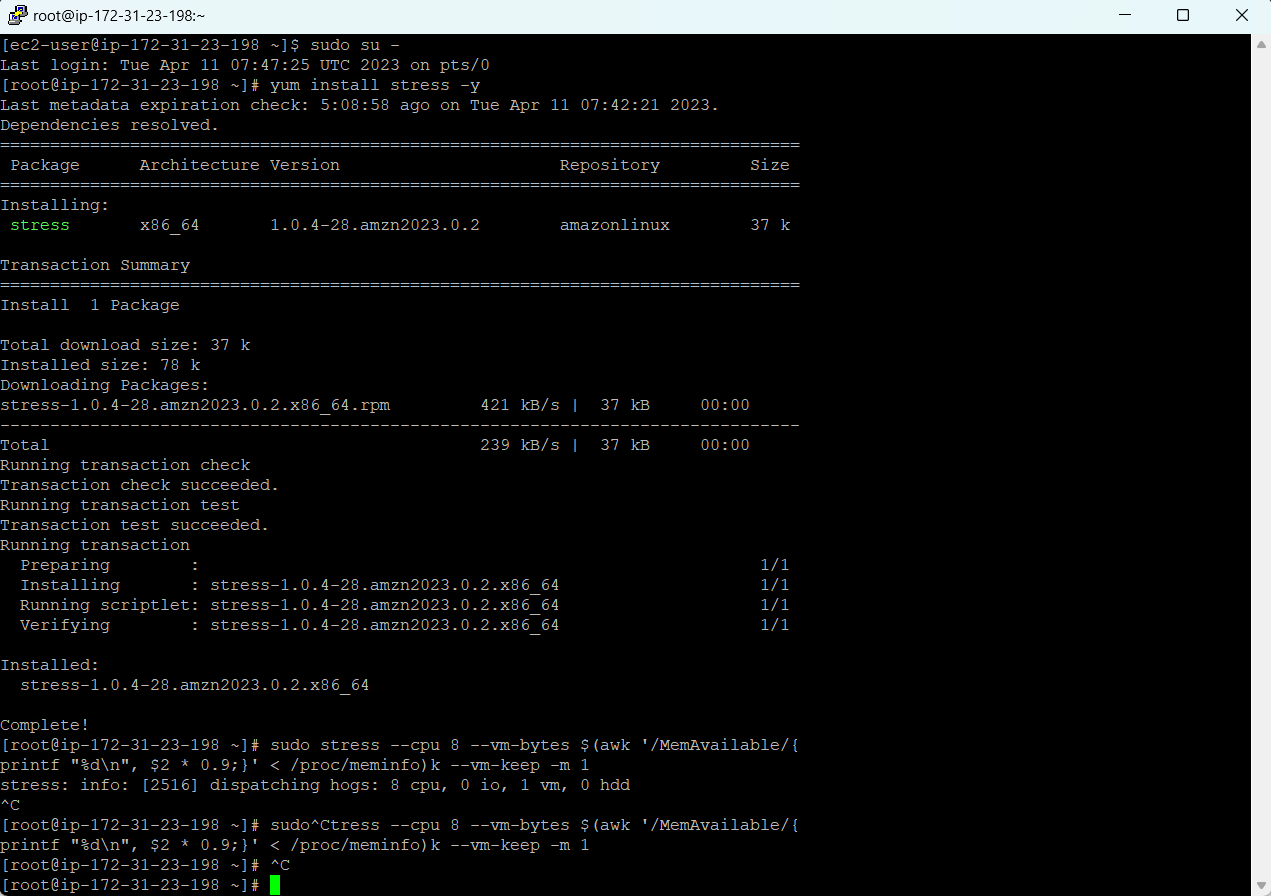 root@ip-172-31-23-198:~
[ec2-user@ip-172-31-23-198 ~]$ sudo su -
Last login: Tue Apr 11 07:47:25 UTC 2023 on pts/0
[root@ip-172-31-23-198 ~]# yum install stress -y
Last metadata expiration check: 5:08:58 ago on Tue Apr 11 07:42:21 2023.
Dependencies resolved.
================================================================================
 Package      Architecture Version                      Repository         Size
================================================================================
Installing:
 stress       x86_64       1.0.4-28.amzn2023.0.2        amazonlinux        37 k

Transaction Summary
================================================================================
Install  1 Package

Total download size: 37 k
Installed size: 78 k
Downloading Packages:
stress-1.0.4-28.amzn2023.0.2.x86_64.rpm         421 kB/s |  37 kB     00:00
--------------------------------------------------------------------------------
Total                                           239 kB/s |  37 kB     00:00
Running transaction check
Transaction check succeeded.
Running transaction test
Transaction test succeeded.
Running transaction
  Preparing        :                                                        1/1
  Installing       : stress-1.0.4-28.amzn2023.0.2.x86_64                    1/1
  Running scriptlet: stress-1.0.4-28.amzn2023.0.2.x86_64                    1/1
  Verifying        : stress-1.0.4-28.amzn2023.0.2.x86_64                    1/1

Installed:
  stress-1.0.4-28.amzn2023.0.2.x86_64

Complete!
[root@ip-172-31-23-198 ~]# sudo stress --cpu 8 --vm-bytes $(awk '/MemAvailable/{
printf "%d\n", $2 * 0.9;}' < /proc/meminfo)k --vm-keep -m 1
stress: info: [2516] dispatching hogs: 8 cpu, 0 io, 1 vm, 0 hdd
^C
[root@ip-172-31-23-198 ~]# sudo^Ctress --cpu 8 --vm-bytes $(awk '/MemAvailable/{
printf "%d\n", $2 * 0.9;}' < /proc/meminfo)k --vm-keep -m 1
[root@ip-172-31-23-198 ~]# ^C
[root@ip-172-31-23-198 ~]#